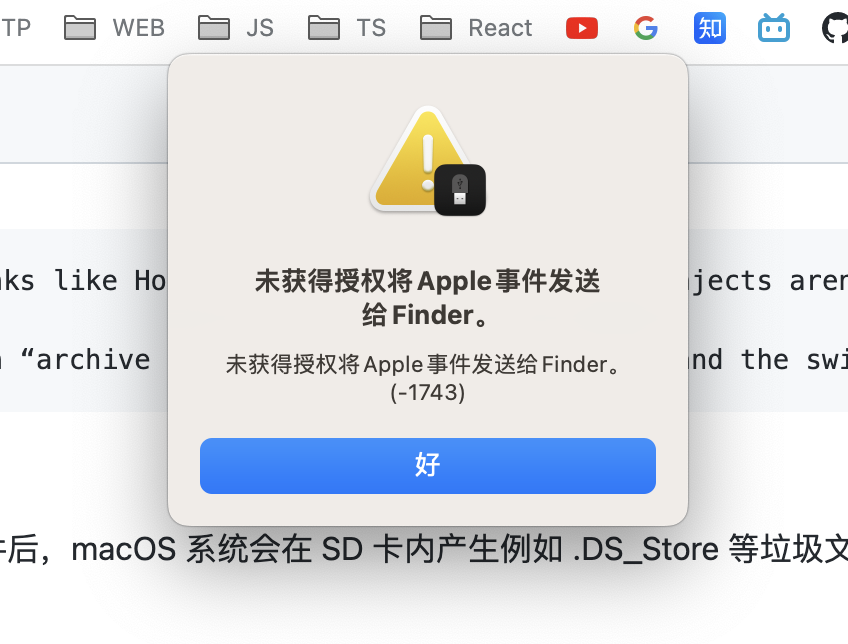 TP WEB JS TS React 知
未获得授权将Apple事件发送
给Finder。
ks like Ho jects aren
未获得授权将Apple事件发送给Finder。
(-1743)
“archive nd the swi
好
后，macOS 系统会在 SD 卡内产生例如 .DS_Store 等垃圾文